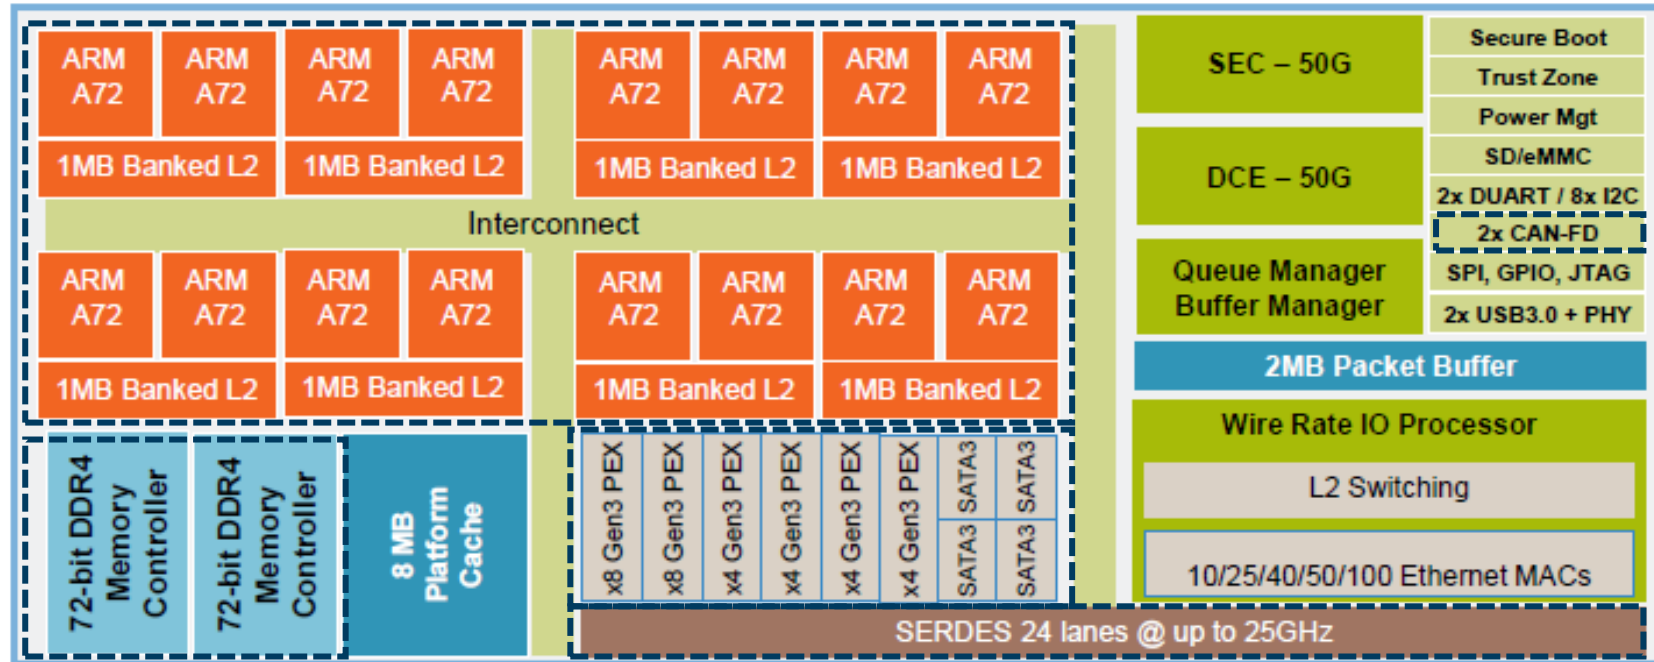 ARM
A72
ARM
A72
ARM
A72
ARM
A72
ARM
A72
ARM
A72
ARM
A72
ARM
A72
1MB Banked L2
1MB Banked L2
1MB Banked L2
1MB Banked L2
Interconnect
ARM
A72
ARM
A72
ARM
A72
ARM
A72
ARM
A72
ARM
A72
ARM
A72
ARM
A72
1MB Banked L2
1MB Banked L2
1MB Banked L2
1MB Banked L2
72-bit DDR4
Memory
Controller
72-bit DDR4
Memory
Controller
8 MB
Platform
Cache
x8 Gen3 PEX
x8 Gen3 PEX
x4 Gen3 PEX
x4 Gen3 PEX
x4 Gen3 PEX
x4 Gen3 PEX
SATA3
SATA3
SATA3
SATA3
SEC – 50G
DCE – 50G
Queue Manager
Buffer Manager
Secure Boot
Trust Zone
Power Mgt
SD/eMMC
2x DUART / 8x I2C
2x CAN-FD
SPI, GPIO, JTAG
2x USB3.0 + PHY
2MB Packet Buffer
Wire Rate IO Processor
L2 Switching
10/25/40/50/100 Ethernet MACs
SERDES 24 lanes @ up to 25GHz